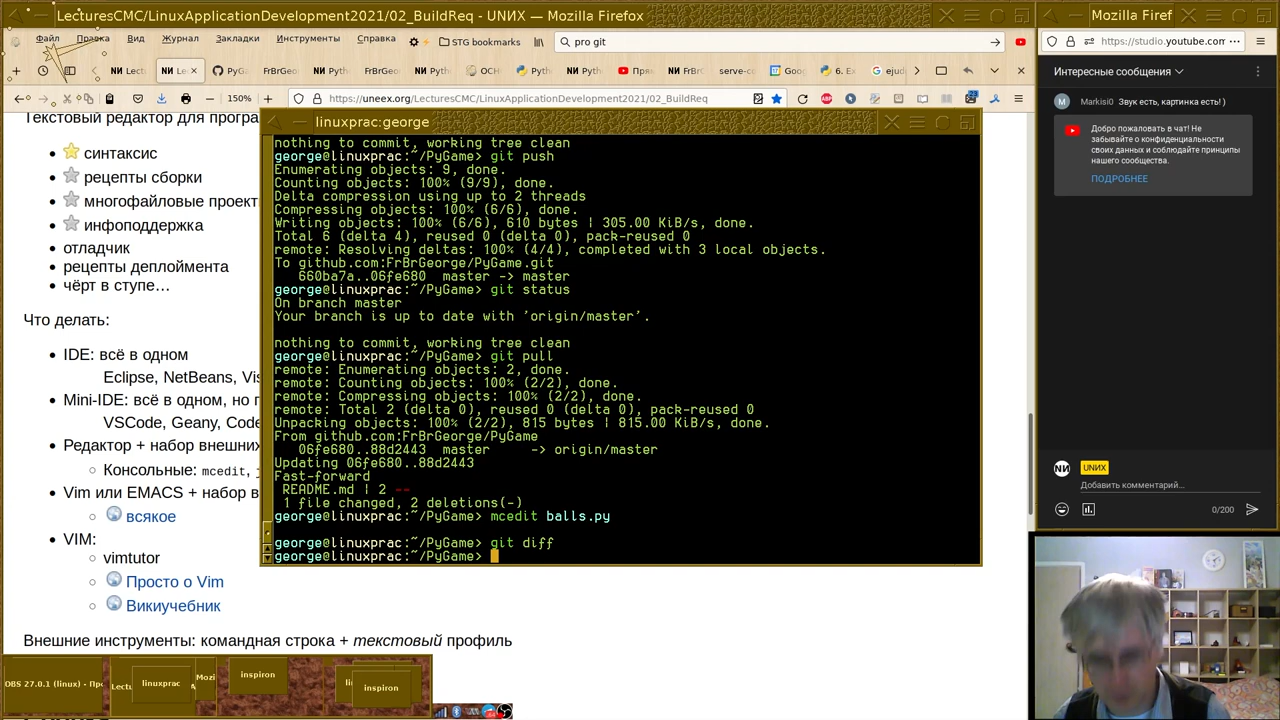 LecturesCMC/LinuxApplicationDevelopment2021/02_BuildReq - UNИX — Mozilla Firefox
Mozilla Firef
Файл Правка Вид Журнал Закладки Инструменты Справка
STG bookmarks
pro git
https://studio.youtube.com
150%
https://uneex.org/LecturesCMC/LinuxApplicationDevelopment2021/02_BuildReq
Интересные сообщения
Markisi0 Звук есть, картинка есть! )
Добро пожаловать в чат! Не
забывайте о конфиденциальности
своих данных и соблюдайте принципы
нашего сообщества.
ПОДРОБНЕЕ
UNИX
Добавить комментарий...
0/200
Текстовый редактор для програ
синтаксис
рецепты сборки
многофайловые проект
инфоподдержка
отладчик
рецепты деплоймента
чёрт в ступе…
Что делать:
IDE: всё в одном
Eclipse, NetBeans, Vis
Mini-IDE: всё в одном, но г
VSCode, Geany, Code
Редактор + набор внешних
Консольные: mcedit,
Vim или EMACS + набор в
всякое
VIM:
vimtutor
Просто о Vim
Викиучебник
Внешние инструменты: командная строка + текстовый профиль
linuxprac:george
nothing to commit, working tree clean
george@linuxprac:~/PyGame> git push
Enumerating objects: 9, done.
Counting objects: 100% (9/9), done.
Delta compression using up to 2 threads
Compressing objects: 100% (6/6), done.
Writing objects: 100% (6/6), 610 bytes | 305.00 KiB/s, done.
Total 6 (delta 4), reused 0 (delta 0), pack-reused 0
remote: Resolving deltas: 100% (4/4), completed with 3 local objects.
To github.com:FrBrGeorge/PyGame.git
660ba7a..06fe680 master -> master
george@linuxprac:~/PyGame> git status
On branch master
Your branch is up to date with 'origin/master'.
nothing to commit, working tree clean
george@linuxprac:~/PyGame> git pull
remote: Enumerating objects: 2, done.
remote: Counting objects: 100% (2/2), done.
remote: Compressing objects: 100% (2/2), done.
remote: Total 2 (delta 0), reused 0 (delta 0), pack-reused 0
Unpacking objects: 100% (2/2), 815 bytes | 815.00 KiB/s, done.
From github.com:FrBrGeorge/PyGame
06fe680..88d2443 master -> origin/master
Updating 06fe680..88d2443
Fast-forward
README.md | 2 --
1 file changed, 2 deletions(-)
george@linuxprac:~/PyGame> mcedit balls.py
george@linuxprac:~/PyGame> git diff
george@linuxprac:~/PyGame>
OBS 27.0.1 (linux) - Пр
linuxprac
Mozi
inspiron
inspiron